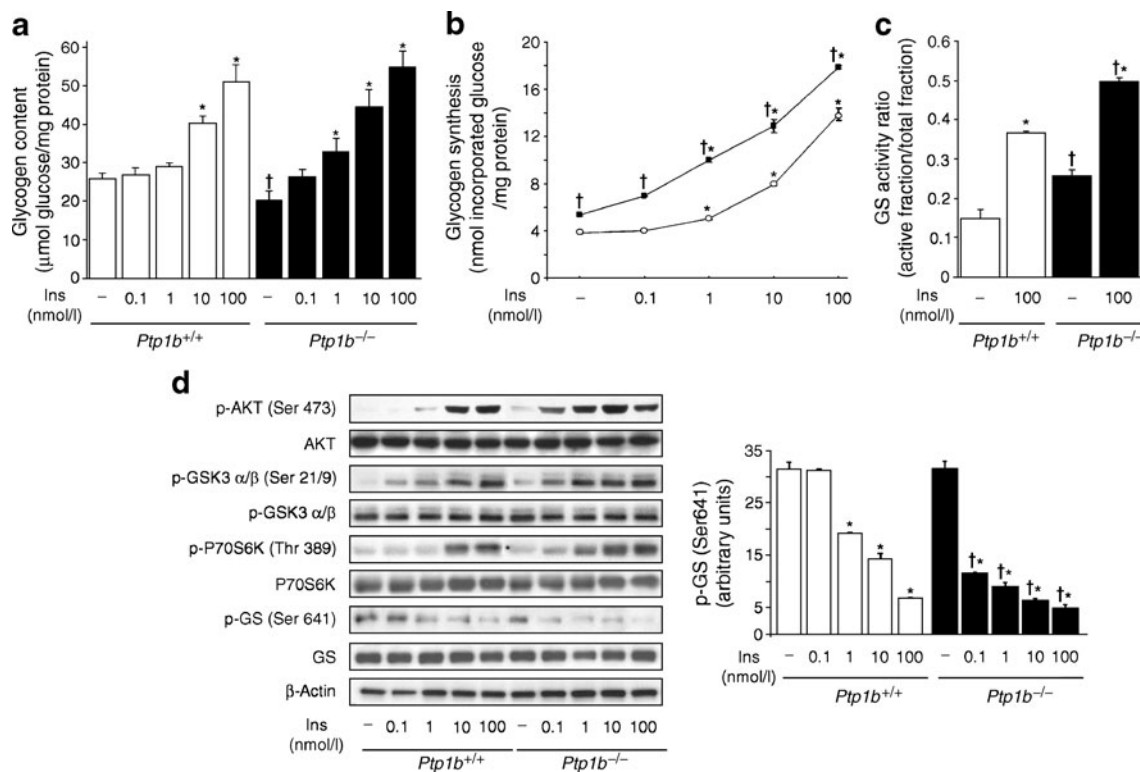 a
Glycogen content
(µmol glucose/mg protein)
60
50
40
30
20
10
0
* * * * *
†
Ins – 0.1 1 10 100 – 0.1 1 10 100
(nmol/l)
Ptp1b+/+ Ptp1b–/–
b
Glycogen synthesis
(nmol incorporated glucose
/mg protein)
20
16
12
8
4
0
† † †* †* †*
* * *
Ins – 0.1 1 10 100
(nmol/l)
c
GS activity ratio
(active fraction/total fraction)
0.6
0.5
0.4
0.3
0.2
0.1
0
* † †*
– 100 – 100
Ptp1b+/+ Ptp1b–/–
d
p-AKT (Ser 473)
AKT
p-GSK3 α/β (Ser 21/9)
p-GSK3 α/β
p-P70S6K (Thr 389)
P70S6K
p-GS (Ser 641)
GS
β-Actin
Ins – 0.1 1 10 100 – 0.1 1 10 100
(nmol/l)
Ptp1b+/+ Ptp1b–/–
p-GS (Ser641)
(arbitrary units)
35
25
15
5
0
* * * †* †* †* †*
Ins – 0.1 1 10 100 – 0.1 1 10 100
(nmol/l)
Ptp1b+/+ Ptp1b–/–